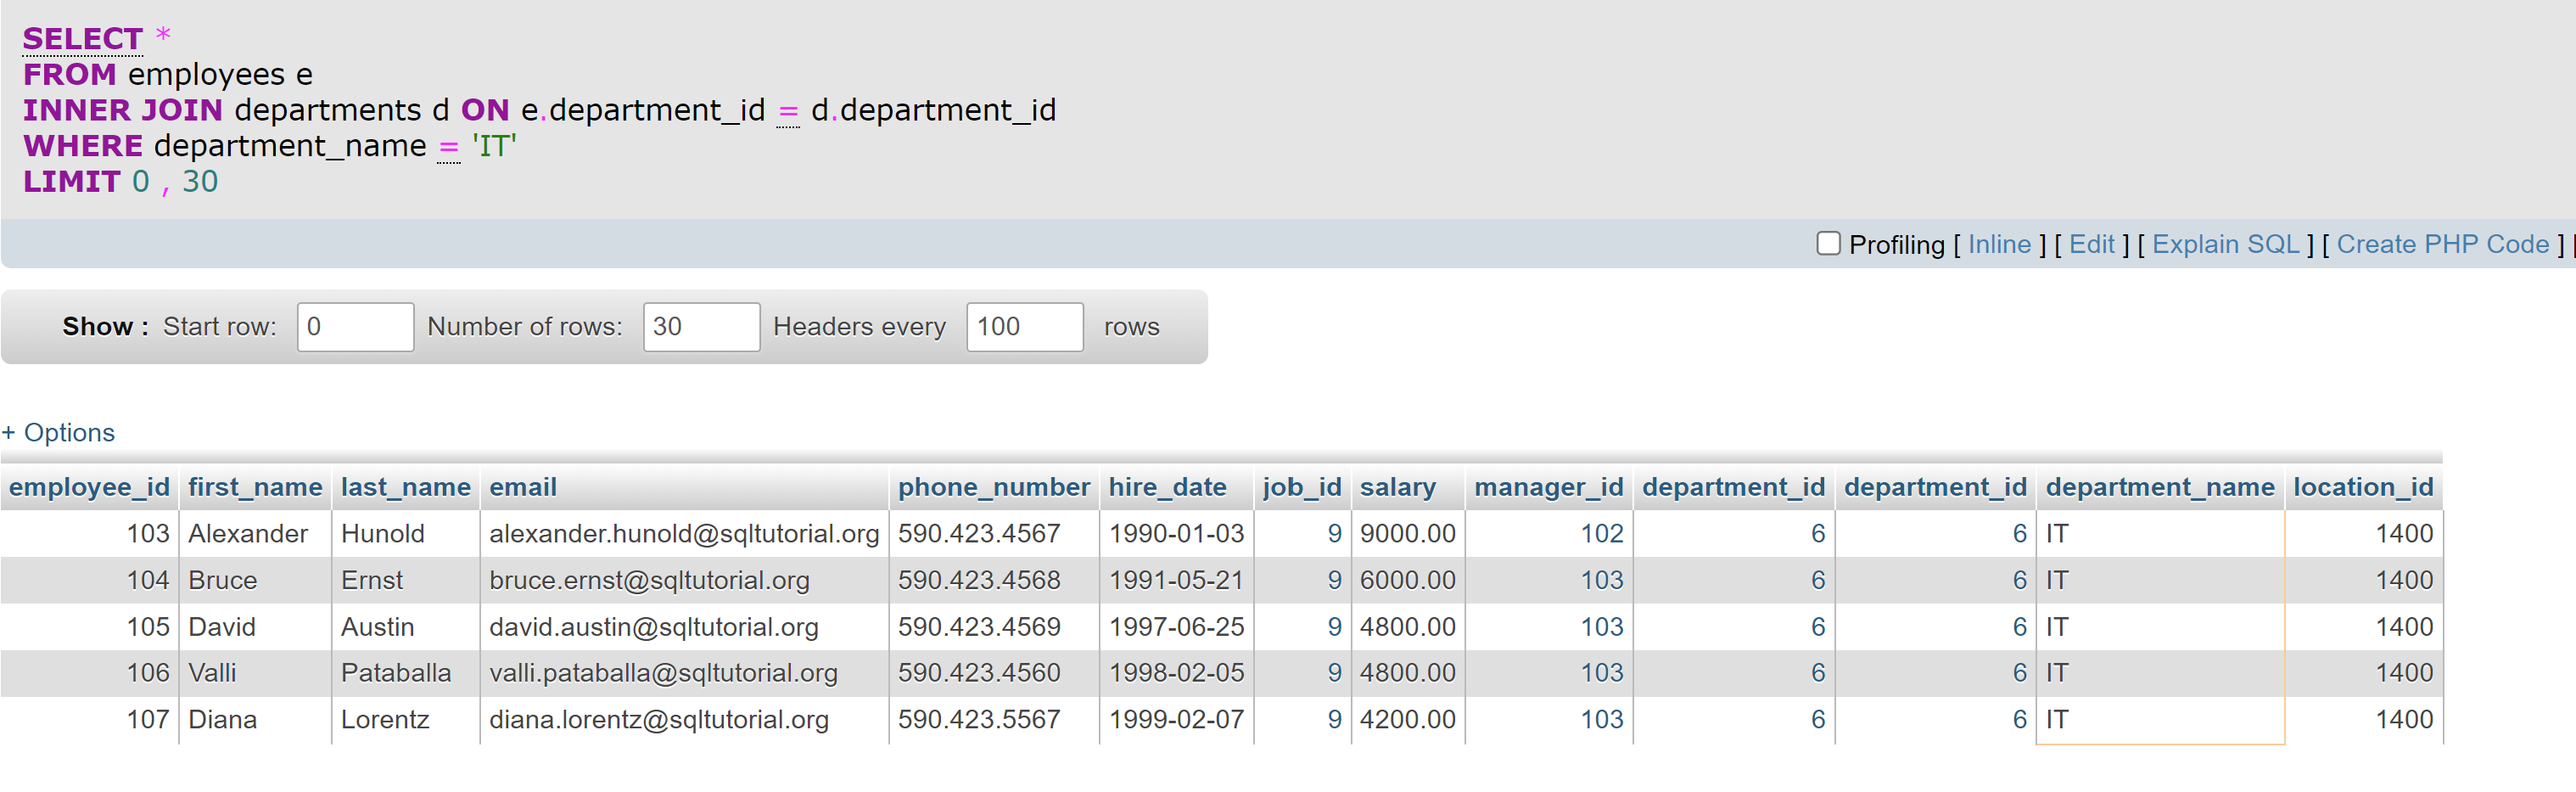 SELECT *
FROM employees e
INNER JOIN departments d ON e.department_id = d.department_id
WHERE department_name = 'IT'
LIMIT 0 , 30
Profiling [ Inline ] [ Edit ] [ Explain SQL ] [ Create PHP Code ] [
Show : Start row: 0 Number of rows: 30 Headers every 100 rows
+ Options
employee_id first_name last_name email phone_number hire_date job_id salary manager_id department_id department_id department_name location_id
103 Alexander Hunold alexander.hunold@sqltutorial.org 590.423.4567 1990-01-03 9 9000.00 102 6 6 IT 1400
104 Bruce Ernst bruce.ernst@sqltutorial.org 590.423.4568 1991-05-21 9 6000.00 103 6 6 IT 1400
105 David Austin david.austin@sqltutorial.org 590.423.4569 1997-06-25 9 4800.00 103 6 6 IT 1400
106 Valli Pataballa valli.pataballa@sqltutorial.org 590.423.4560 1998-02-05 9 4800.00 103 6 6 IT 1400
107 Diana Lorentz diana.lorentz@sqltutorial.org 590.423.5567 1999-02-07 9 4200.00 103 6 6 IT 1400